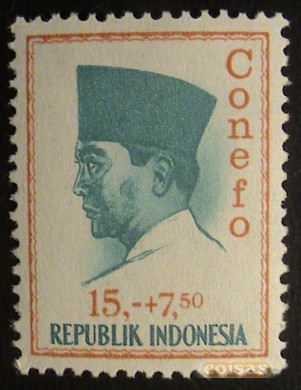 Conefo
15,-+7,50
REPUBLIK INDONESIA
coisas